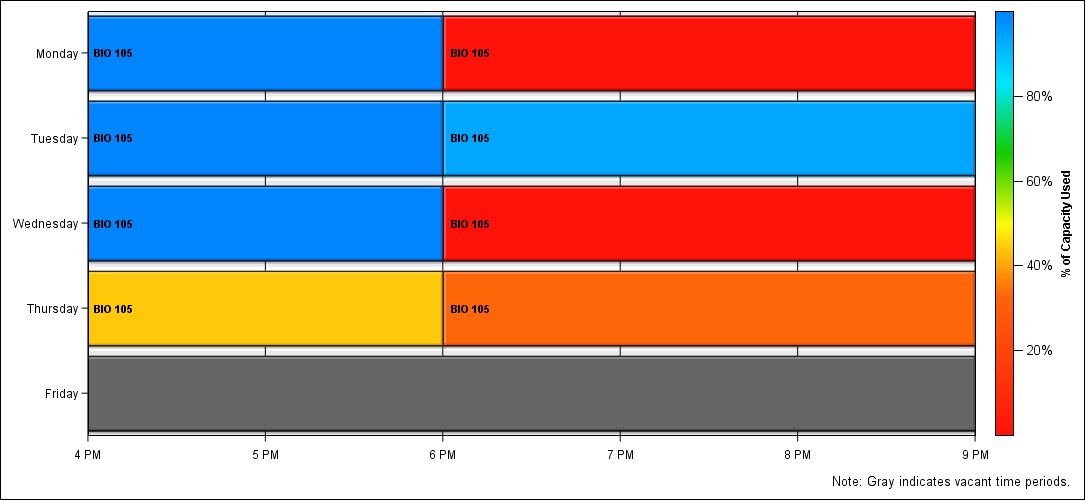 Monday
BIO 105
BIO 105
Tuesday
BIO 105
BIO 105
Wednesday
BIO 105
BIO 105
Thursday
BIO 105
BIO 105
Friday
4 PM
5 PM
6 PM
7 PM
8 PM
9 PM
80%
60%
40%
20%
% of Capacity Used
Note: Gray indicates vacant time periods.